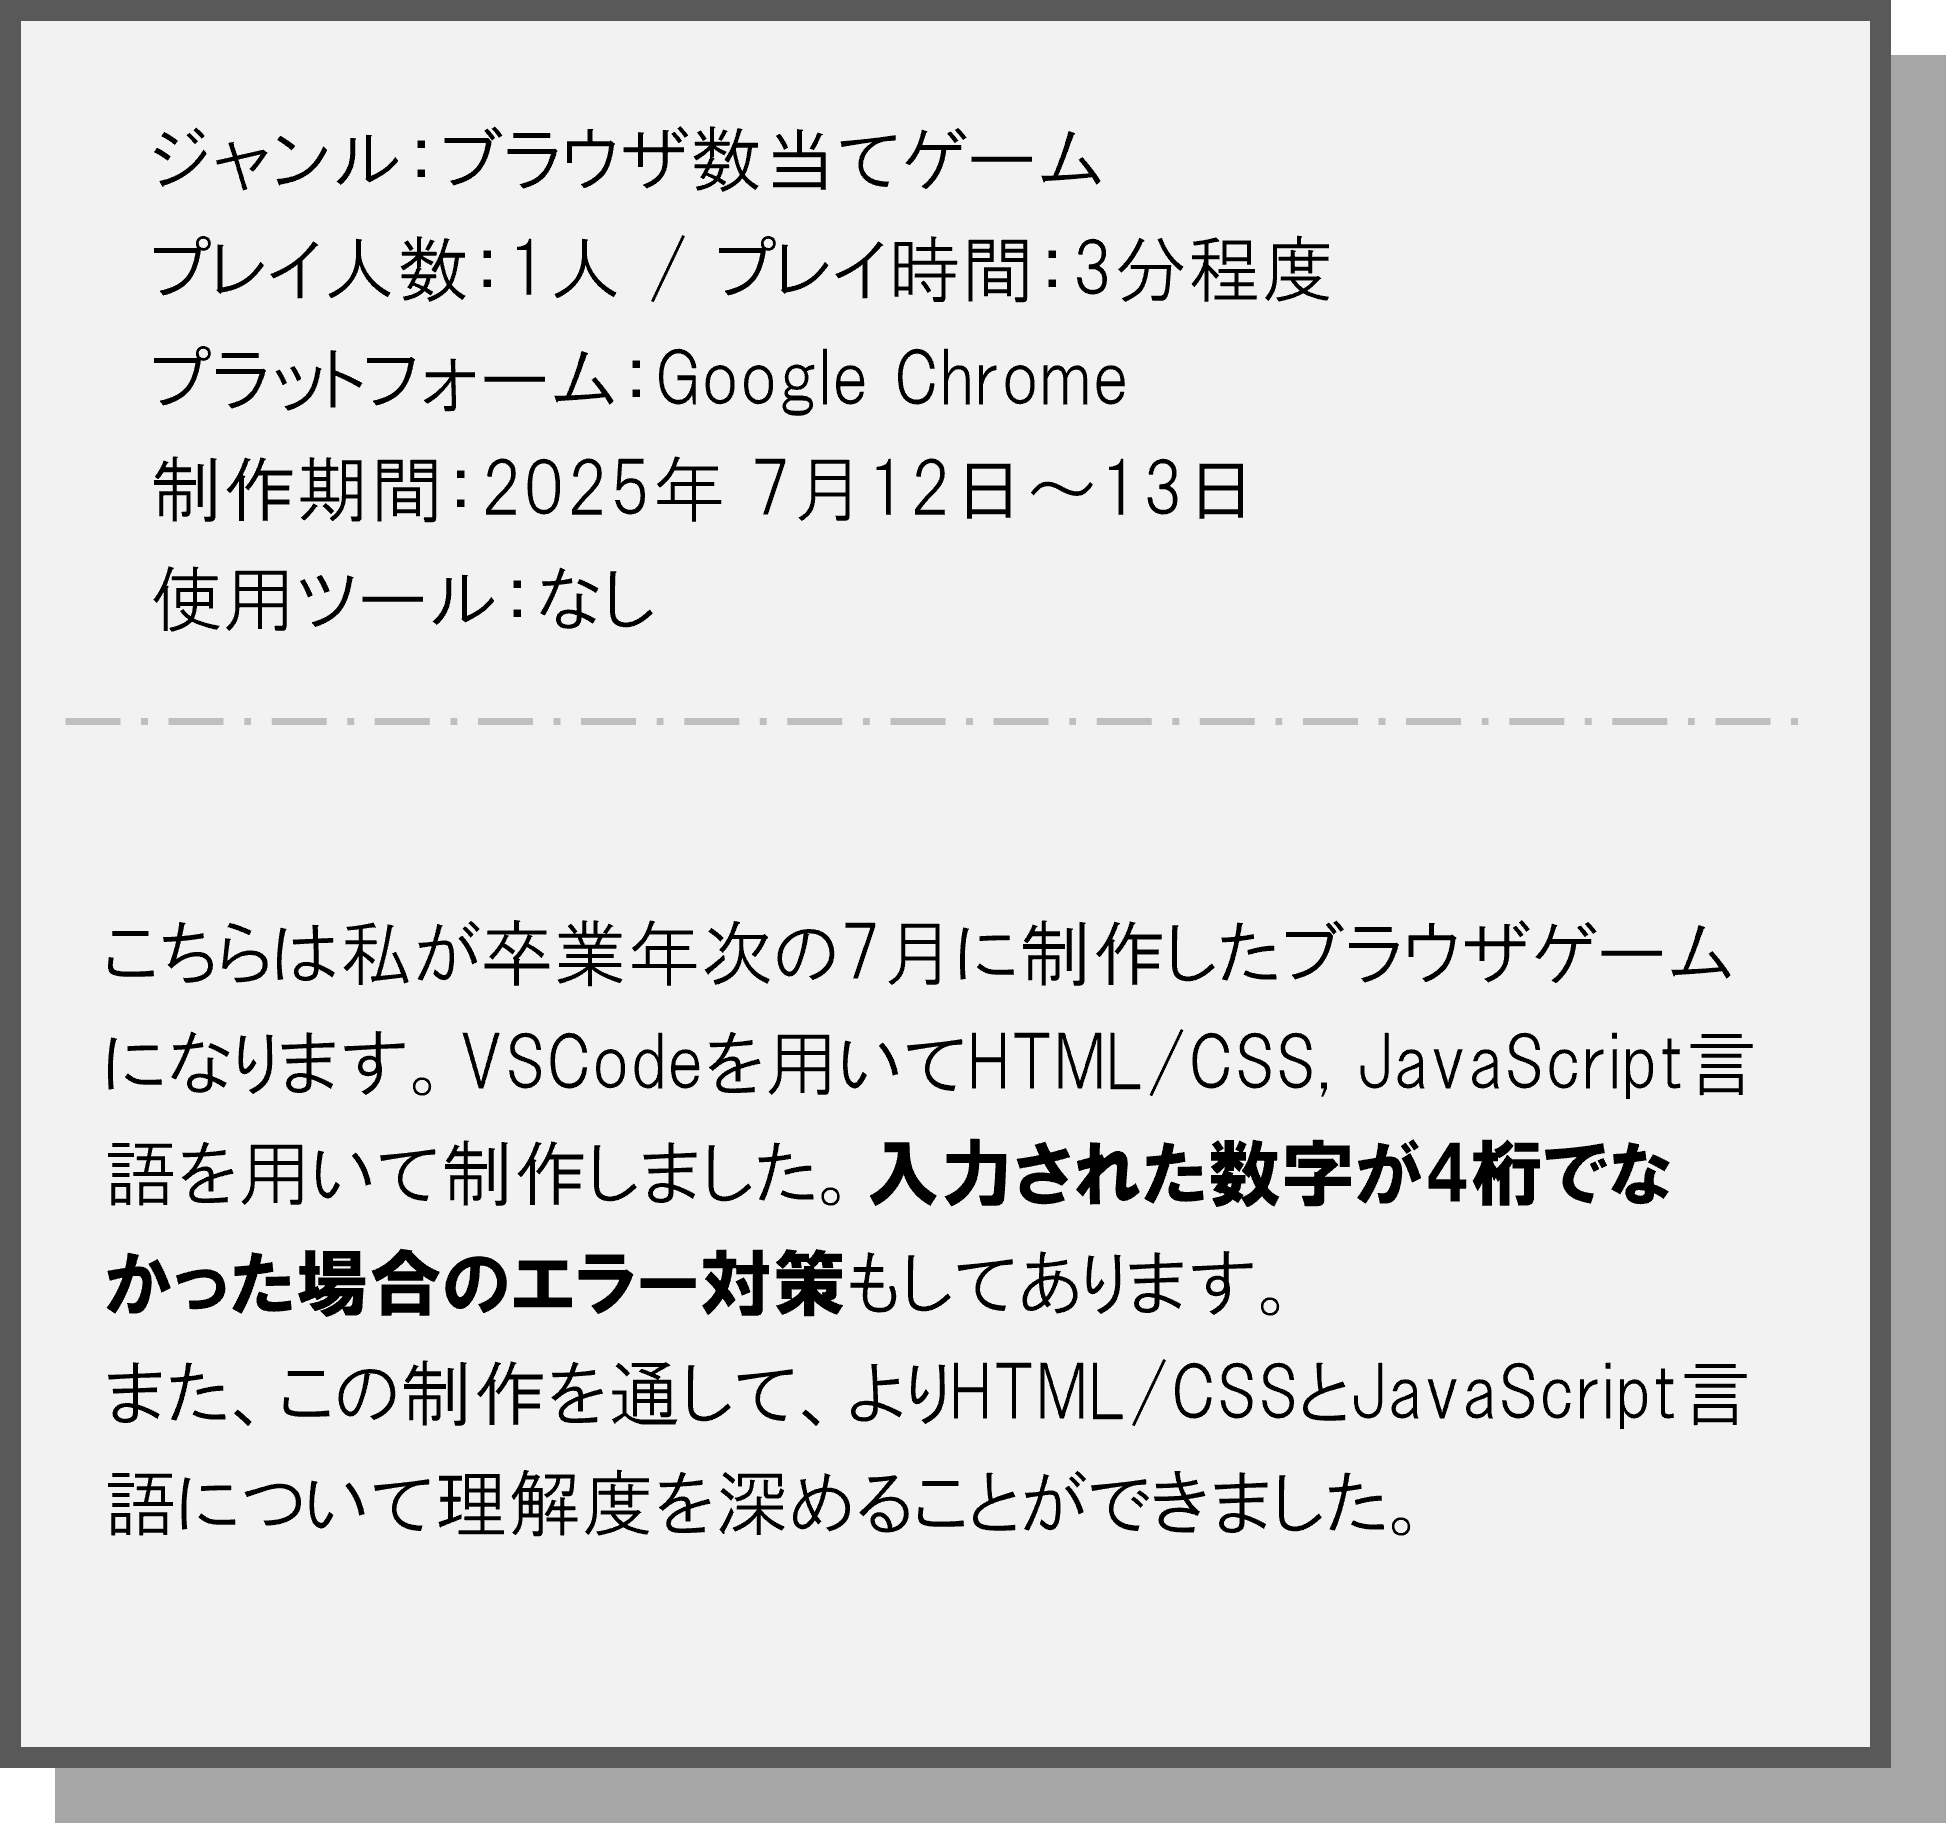 ジャンル：ブラウザ数当てゲーム
プレイ人数：1人 / プレイ時間：3分程度
プラットフォーム：Google Chrome
制作期間：2025年 7月12日～13日
使用ツール：なし
こちらは私が卒業年次の7月に制作したブラウザゲーム
になります。VSCodeを用いてHTML/CSS, JavaScript言
語を用いて制作しました。入力された数字が4桁でな
かった場合のエラー対策もしてあります。
また、この制作を通して、よりHTML/CSSとJavaScript言
語について理解度を深めることができました。